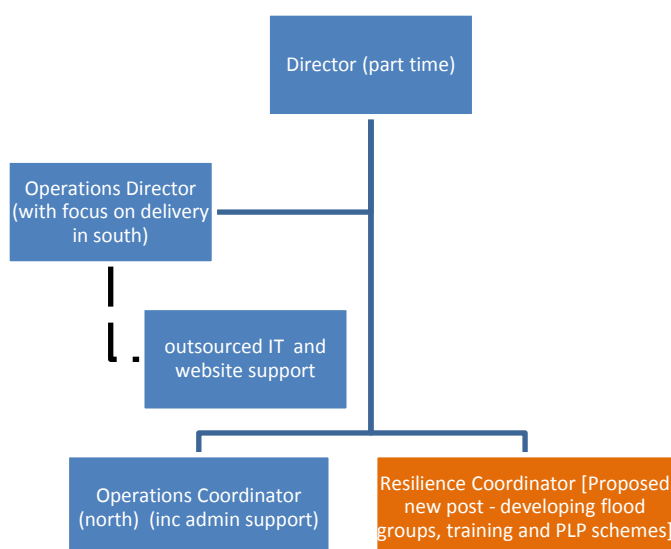 Director (part time)
Operations Director
(with focus on delivery
in south)
outsourced IT and
website support
Operations Coordinator
(north) (inc admin support)
Resilience Coordinator [Proposed
new post - developing flood
groups, training and PLP schemes]